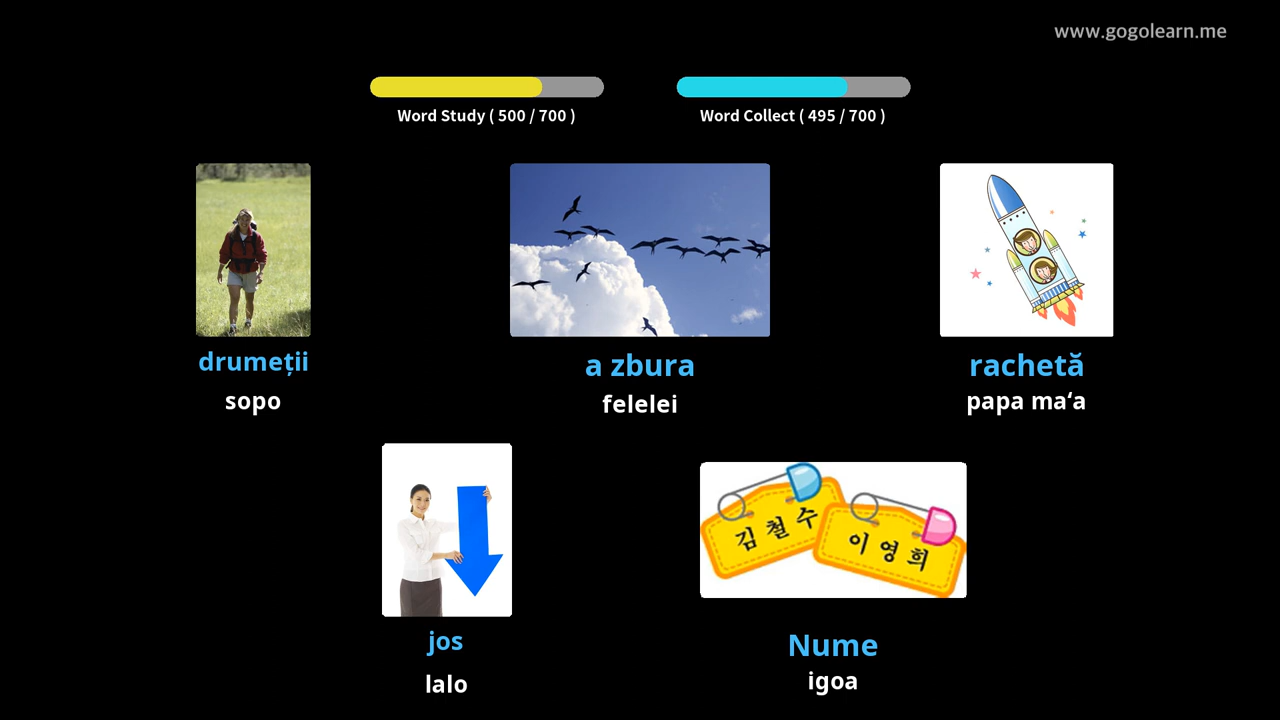 www.gogolearn.me
Word Study ( 500 / 700 )
Word Collect ( 495 / 700 )
drumeții
sopo
a zbura
felelei
rachetă
papa maʻa
김철수
이영희
jos
lalo
Nume
igoa